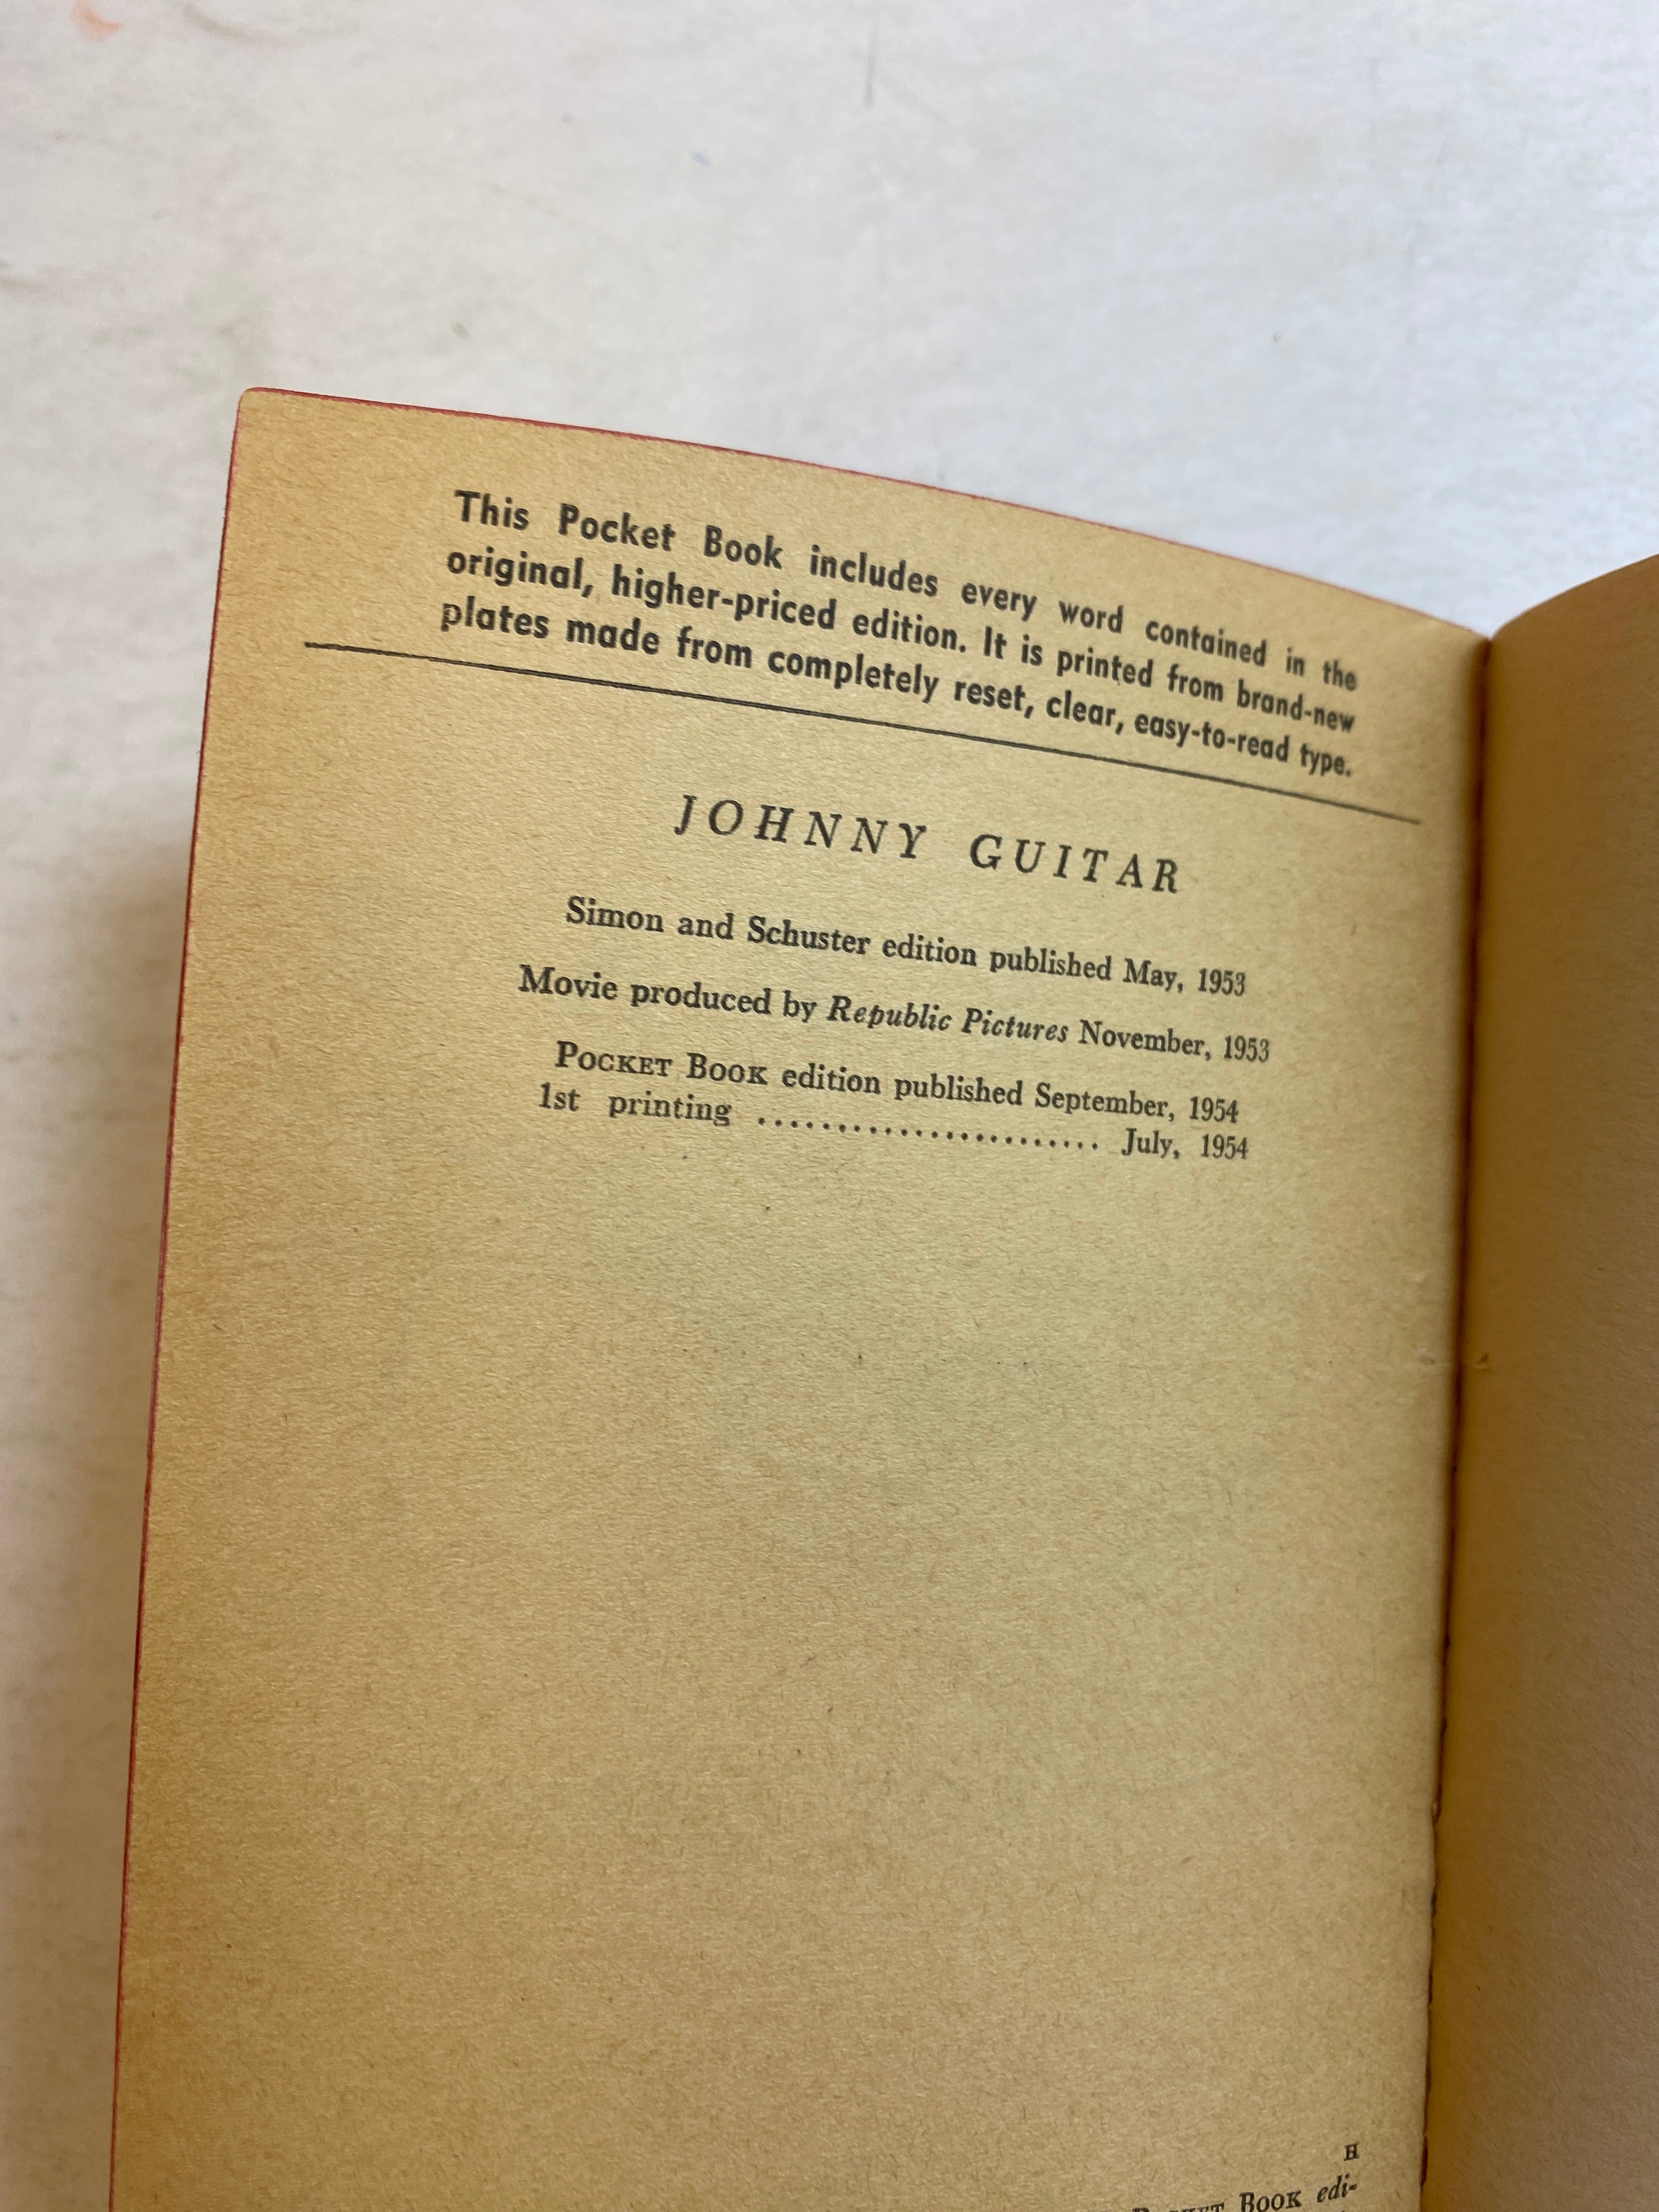 This Pocket Book includes every word contained in the
original, higher-priced edition. It is printed from brand-new
plates made from completely reset, clear, easy-to-read type.
JOHNNY GUITAR
Simon and Schuster edition published May, 1953
Movie produced by Republic Pictures November, 1953
POCKET BOOK edition published September, 1954
1st printing ....................... July, 1954
H
BOOK edi-